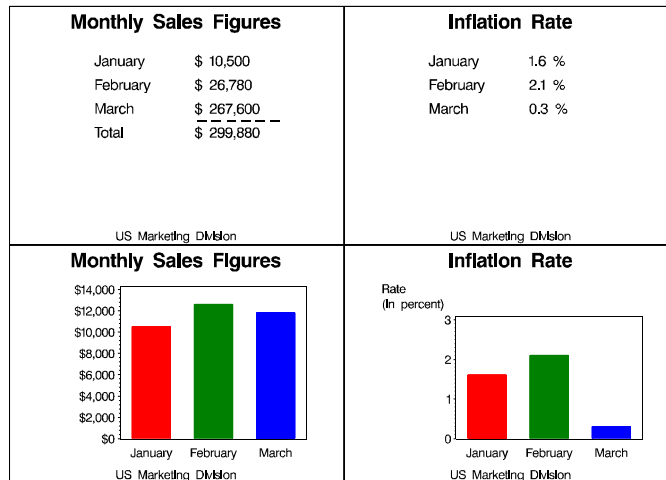 Monthly Sales Figures
January $ 10,500
February $ 26,780
March $ 267,600
Total $ 299,880
US Marketing Division
Inflation Rate
January 1.6 %
February 2.1 %
March 0.3 %
US Marketing Division
Monthly Sales Figures
$14,000
$12,000
$10,000
$8,000
$6,000
$4,000
$2,000
$0
January February March
US Marketing Division
Inflation Rate
Rate
(in percent)
3
2
1
0
January February March
US Marketing Division